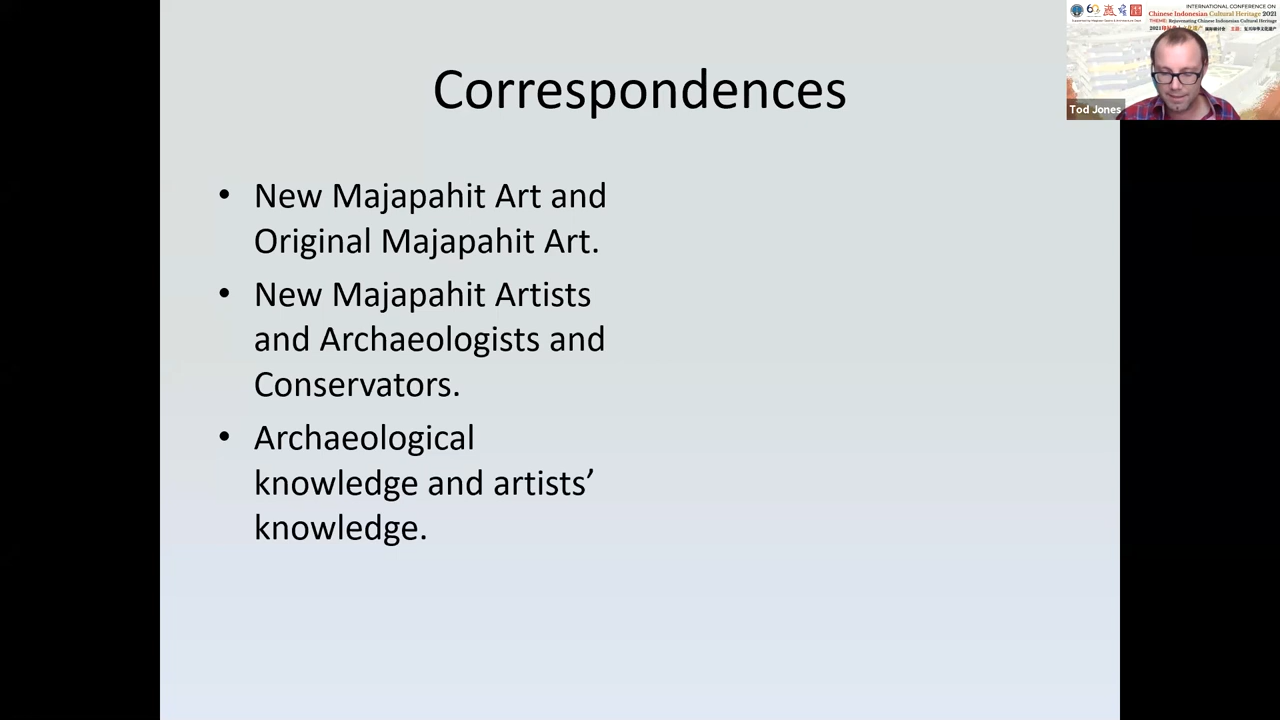 Correspondences
• New Majapahit Art and
Original Majapahit Art.
• New Majapahit Artists
and Archaeologists and
Conservators.
• Archaeological
knowledge and artists’
knowledge.
INTERNATIONAL CONFERENCE ON
Chinese Indonesian Cultural Heritage 2021
THEME: Rejuvenating Chinese Indonesian Cultural Heritage
Tod Jones